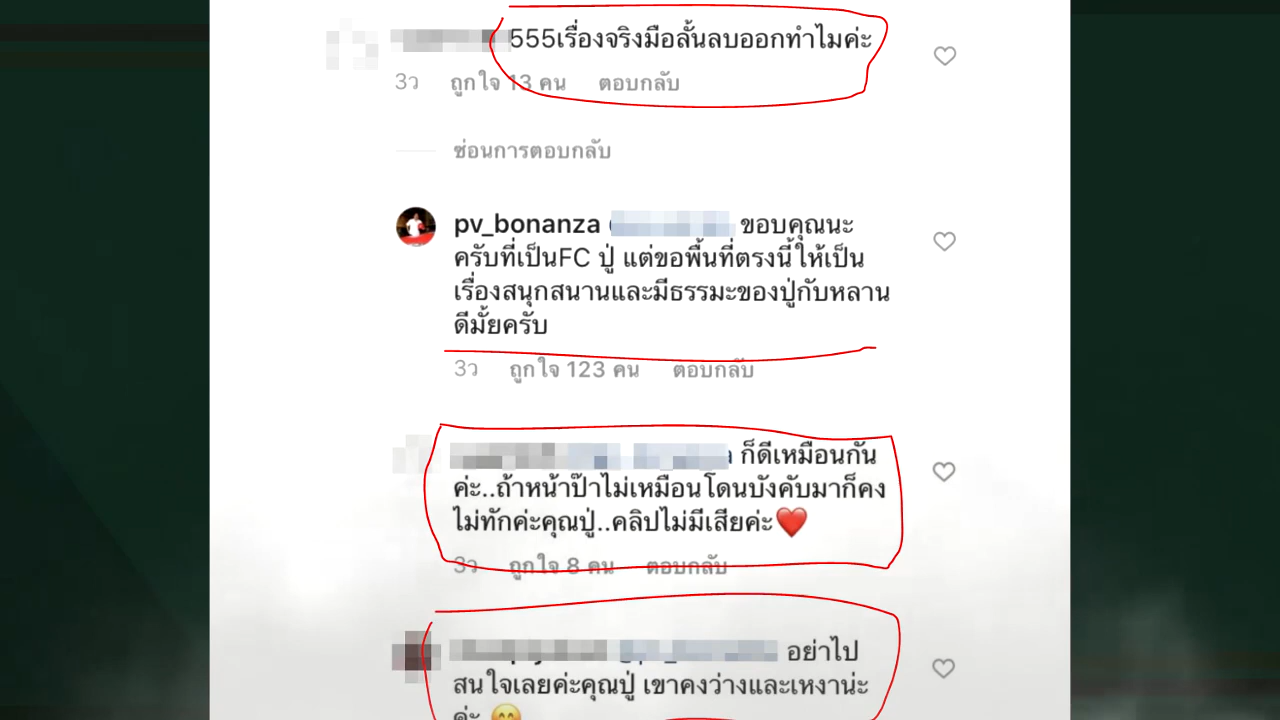 555เรื่องจริงมือลั้นลบออกทำไมค่ะ
3ว ถูกใจ 13 คน ตอบกลับ
ซ่อนการตอบกลับ
pv_bonanza ขอบคุณนะ
ครับที่เป็นFC ปู่ แต่ขอพื้นที่ตรงนี้ให้เป็น
เรื่องสนุกสนานและมีธรรมะของปู่กับหลาน
ดีมั้ยครับ
3ว ถูกใจ 123 คน ตอบกลับ
ก็ดีเหมือนกัน
ค่ะ..ถ้าหน้าป๊าไม่เหมือนโดนบังคับมาก็คง
ไม่ทักค่ะคุณปู่..คลิปไม่มีเสียค่ะ❤️
3ว ถูกใจ 8 คน ตอบกลับ
อย่าไป
สนใจเลยค่ะคุณปู่ เขาคงว่างและเหงาน่ะ
ค่ะ